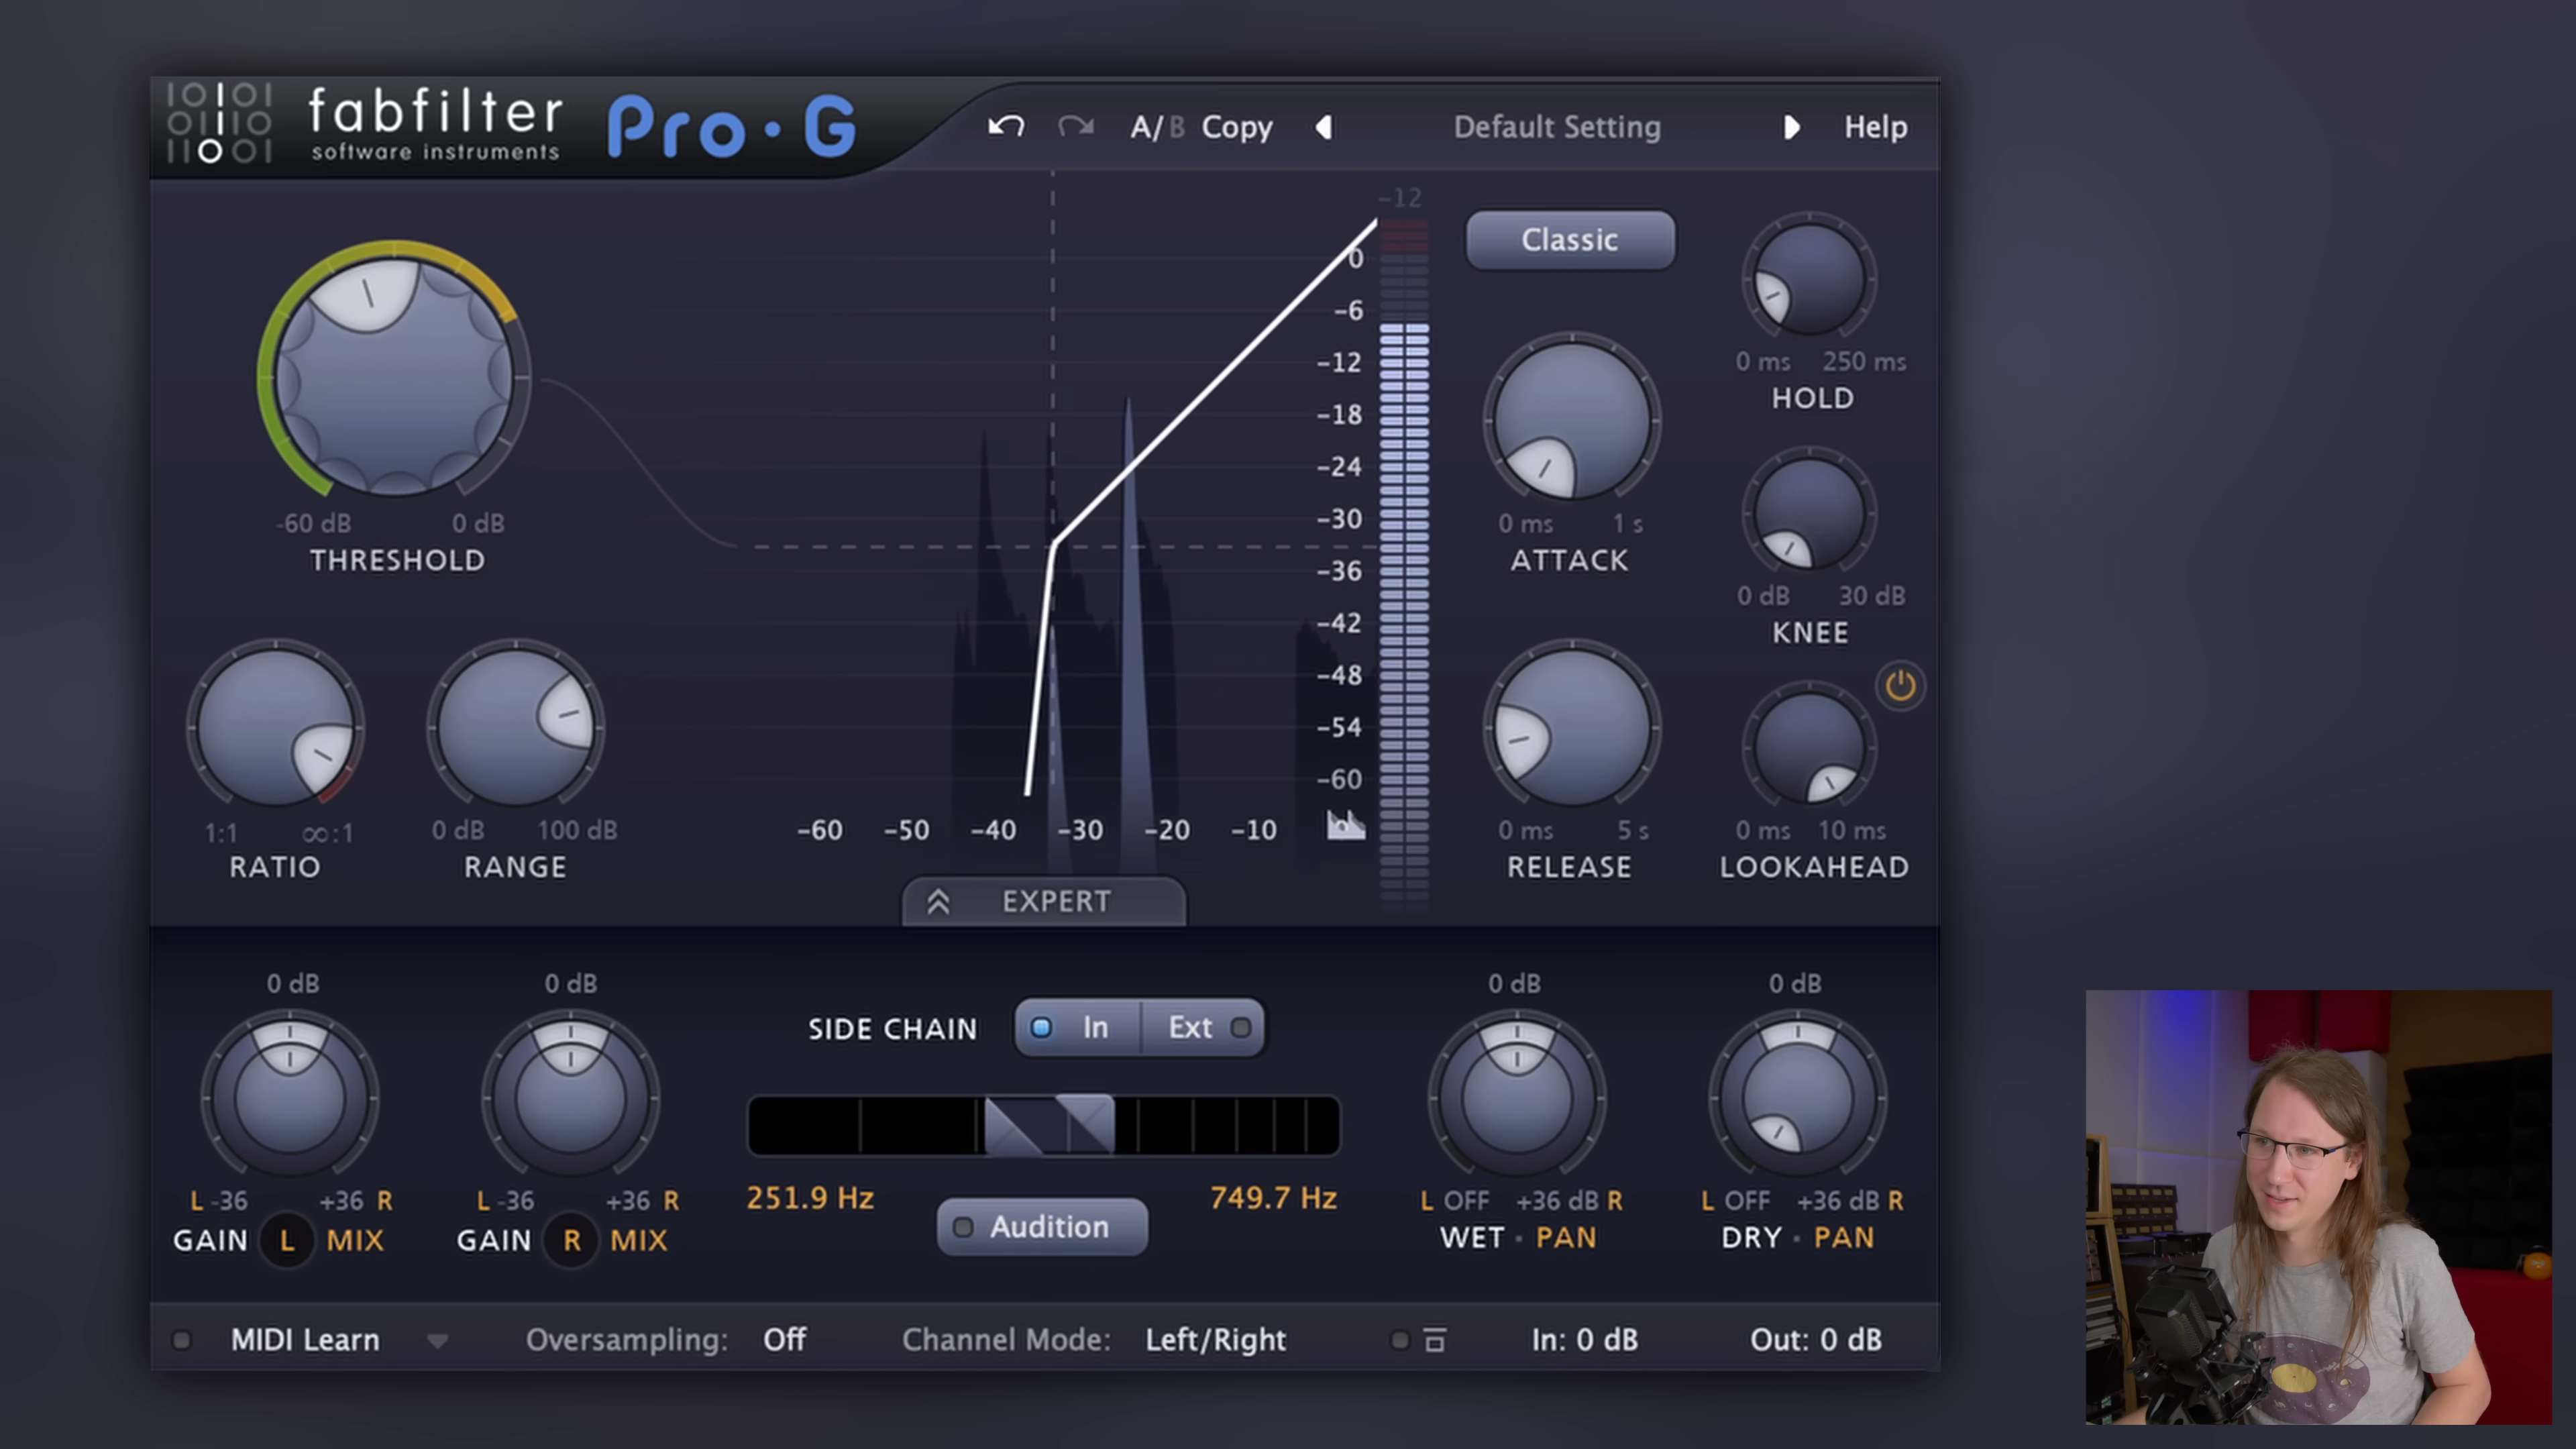 fabfilter
software instruments
Pro·G
A/B Copy
Default Setting
Help
THRESHOLD
-60 dB 0 dB
RATIO
1:1 ∞:1
RANGE
0 dB 100 dB
-12
0
-6
-12
-18
-24
-30
-36
-42
-48
-54
-60
-60 -50 -40 -30 -20 -10
EXPERT
Classic
0 ms 1 s
ATTACK
0 ms 5 s
RELEASE
0 ms 250 ms
HOLD
0 dB 30 dB
KNEE
0 ms 10 ms
LOOKAHEAD
0 dB
L -36 +36 R
GAIN L MIX
0 dB
L -36 +36 R
GAIN R MIX
SIDE CHAIN In Ext
251.9 Hz 749.7 Hz
Audition
0 dB
L OFF +36 dB R
WET · PAN
0 dB
L OFF +36 dB R
DRY · PAN
MIDI Learn
Oversampling: Off
Channel Mode: Left/Right
In: 0 dB
Out: 0 dB